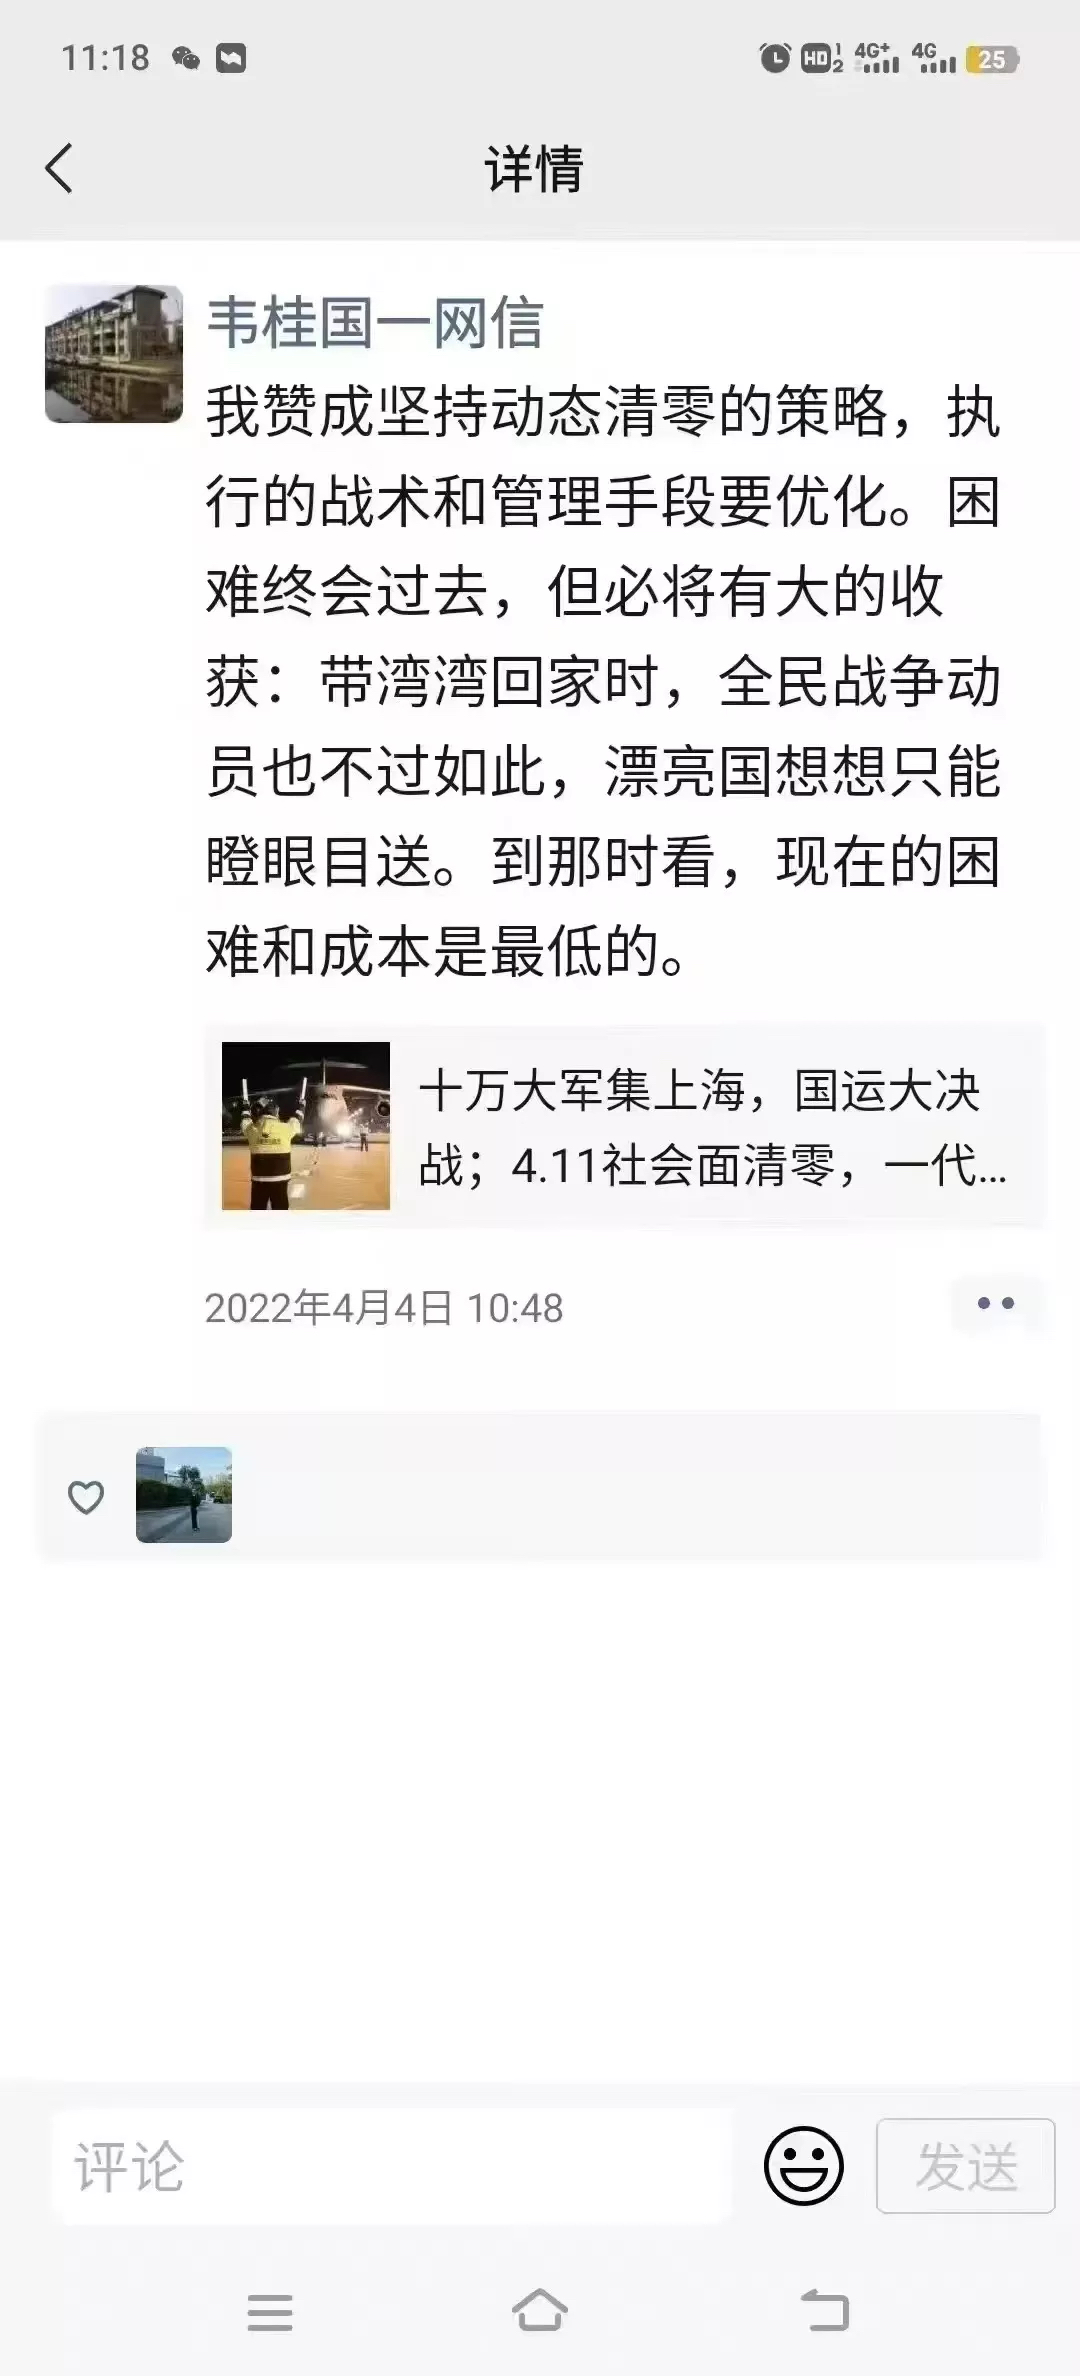 11:18
HD 1 2 4G+ 4G 25
详情
韦桂国一网信
我赞成坚持动态清零的策略，执
行的战术和管理手段要优化。困
难终会过去，但必将有大的收
获：带湾湾回家时，全民战争动
员也不过如此，漂亮国想想只能
瞪眼目送。到那时看，现在的困
难和成本是最低的。
十万大军集上海，国运大决
战；4.11社会面清零，一代...
2022年4月4日 10:48
评论
发送